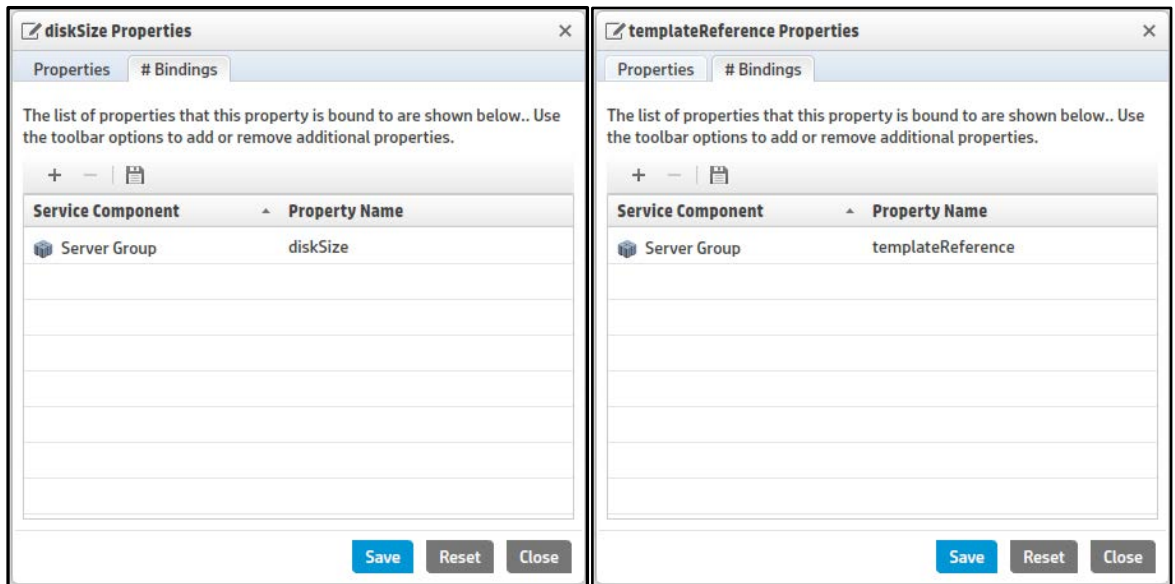 diskSize Properties
Properties # Bindings
The list of properties that this property is bound to are shown below.. Use
the toolbar options to add or remove additional properties.
Service Component Property Name
Server Group diskSize
Save Reset Close
templateReference Properties
Properties # Bindings
The list of properties that this property is bound to are shown below.. Use
the toolbar options to add or remove additional properties.
Service Component Property Name
Server Group templateReference
Save Reset Close